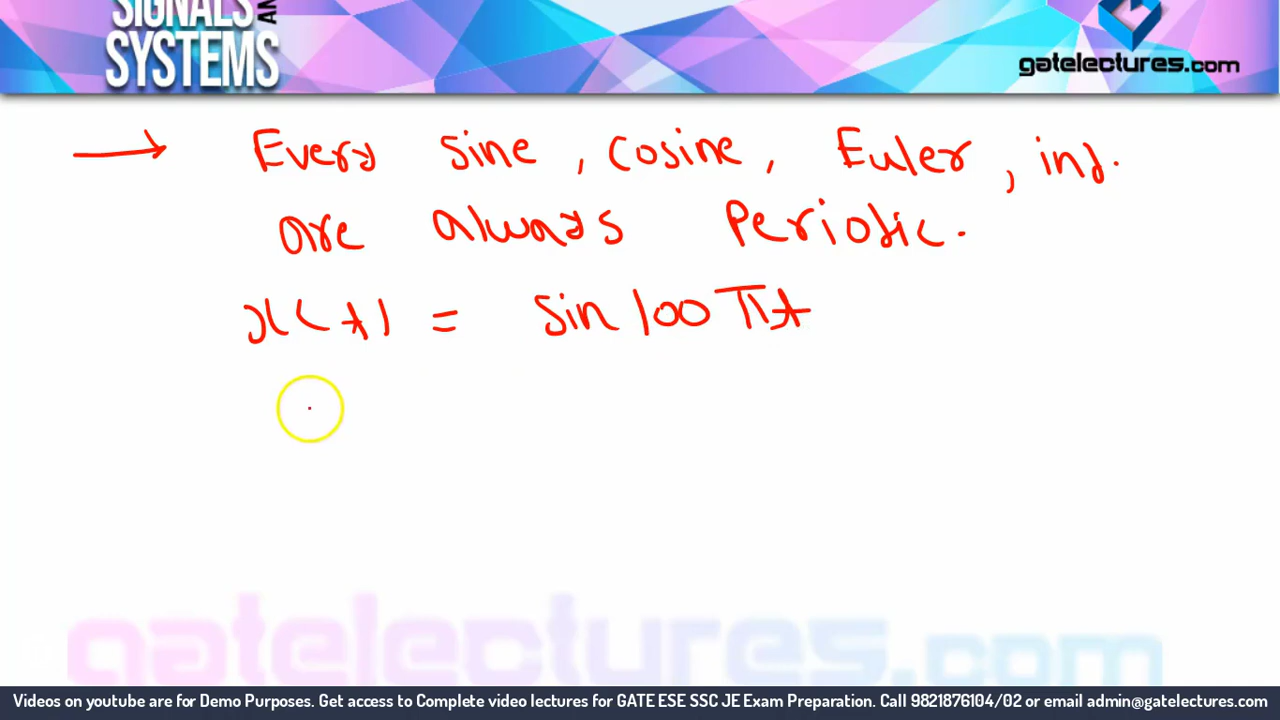 SIGNALS AN
SYSTEMS
gatelectures.com
→ Every sine, cosine, Euler, ind.
are always Periodic.
x(t) = sin 100πt
gatelectures.com
Videos on youtube are for Demo Purposes. Get access to Complete video lectures for GATE ESE SSC JE Exam Preparation. Call 9821876104/02 or email admin@gatelectures.com